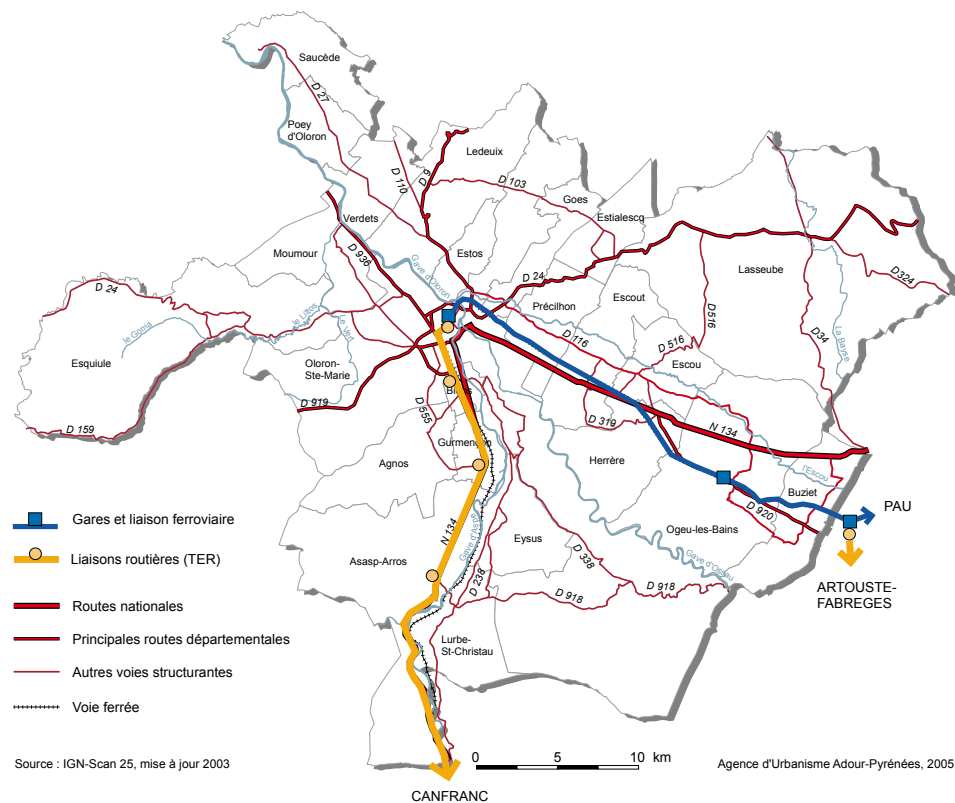 Saucède
D 27
Poey
d'Oloron
Ledeuix
D 9
D 110
D 103
Goes
Estialescq
Verdets
Moumour
D 936
Estos
Gave d'Oloron
D 24
Lasseube
D 324
D 24
le Gorria
le Littos
le Vert
Précilhon
Escout
D 516
La Bayse
D 34
Esquiule
Oloron-
Ste-Marie
D 116
D 516
Escou
D 919
D 555
D 159
Agnos
Gurmençon
D 319
N 134
Herrère
l'Escou
Buziet
D 920
PAU
Gares et liaison ferroviaire
Liaisons routières (TER)
N 134
Gave d'Aspe
Asasp-Arros
Eysus
Ogeu-les-Bains
D 338
Gave d'Ossau
D 238
D 918
D 918
ARTOUSTE-
FABREGES
Routes nationales
Principales routes départementales
Autres voies structurantes
Voie ferrée
Lurbe-
St-Christau
Source : IGN-Scan 25, mise à jour 2003
0 5 10 km
Agence d'Urbanisme Adour-Pyrénées, 2005
CANFRANC